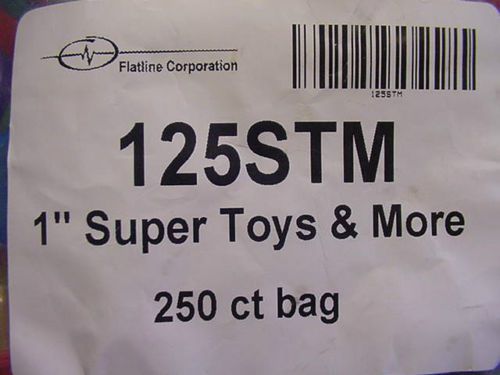 Flatline Corporation
125STM
125STM
1" Super Toys & More
250 ct bag